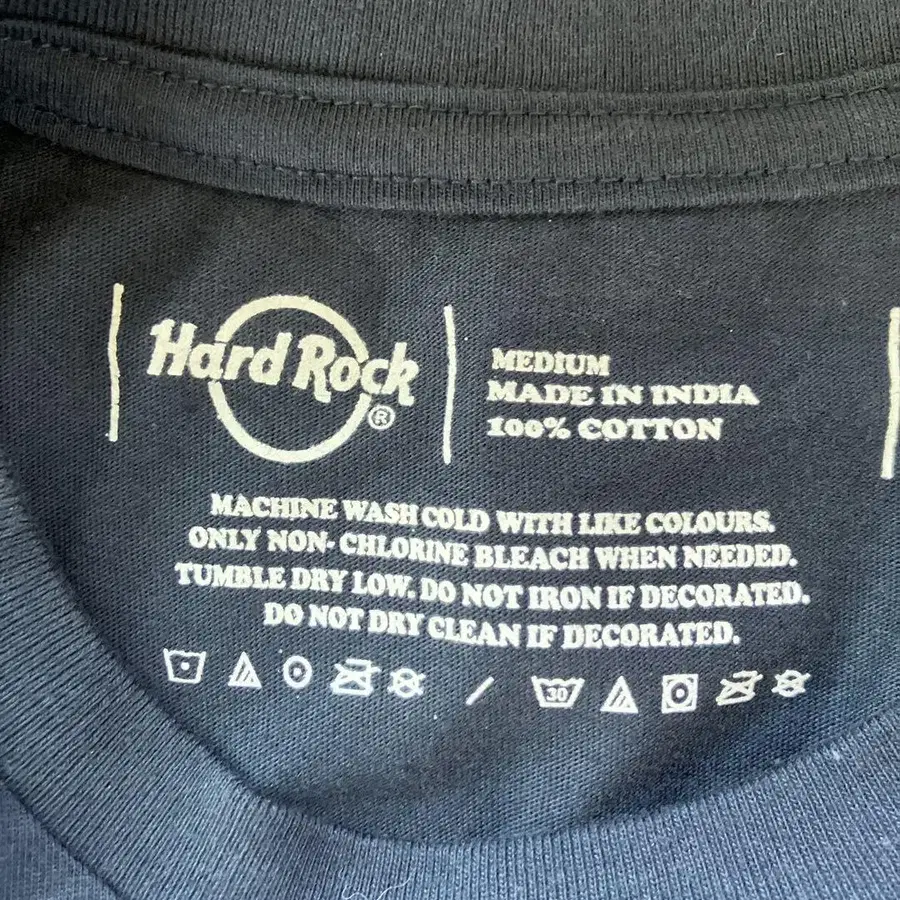 Hard Rock
®
MEDIUM
MADE IN INDIA
100% COTTON
MACHINE WASH COLD WITH LIKE COLOURS.
ONLY NON- CHLORINE BLEACH WHEN NEEDED.
TUMBLE DRY LOW. DO NOT IRON IF DECORATED.
DO NOT DRY CLEAN IF DECORATED.
/ 30